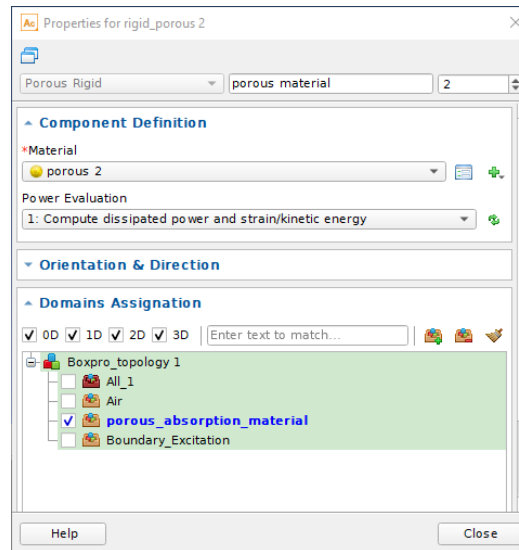 Ac Properties for rigid_porous 2
Porous Rigid porous material 2
Component Definition
*Material
porous 2
Power Evaluation
1: Compute dissipated power and strain/kinetic energy
Orientation & Direction
Domains Assignation
0D 1D 2D 3D Enter text to match...
Boxpro_topology 1
All_1
Air
porous_absorption_material
Boundary_Excitation
Help Close